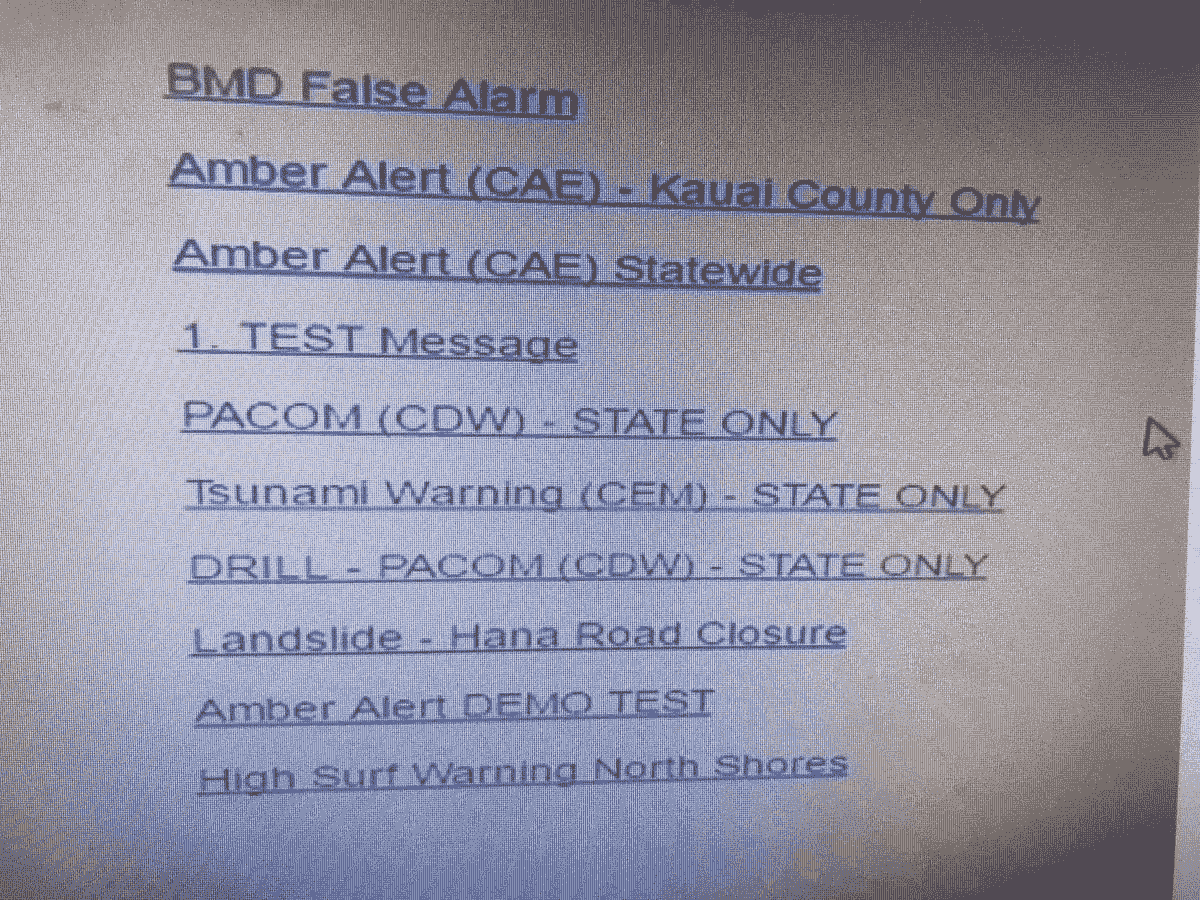 BMD False Alarm
Amber Alert (CAE) - Kauai County Only
Amber Alert (CAE) Statewide
1. TEST Message
PACOM (CDW) - STATE ONLY
Tsunami Warning (CEM) - STATE ONLY
DRILL - PACOM (CDW) - STATE ONLY
Landslide - Hana Road Closure
Amber Alert DEMO TEST
High Surf Warning North Shores